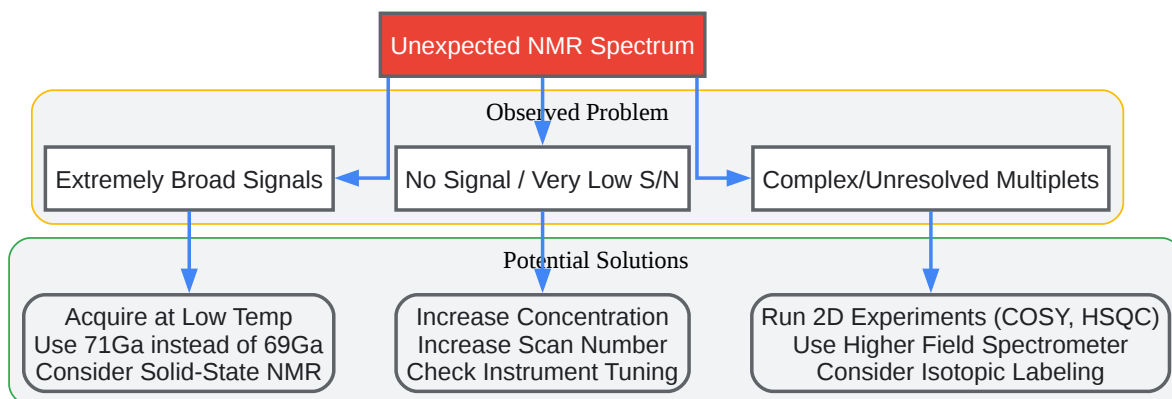 Unexpected NMR Spectrum
Observed Problem
Extremely Broad Signals
No Signal / Very Low S/N
Complex/Unresolved Multiplets
Potential Solutions
Acquire at Low Temp
Use 71Ga instead of 69Ga
Consider Solid-State NMR
Increase Concentration
Increase Scan Number
Check Instrument Tuning
Run 2D Experiments (COSY, HSQC)
Use Higher Field Spectrometer
Consider Isotopic Labeling